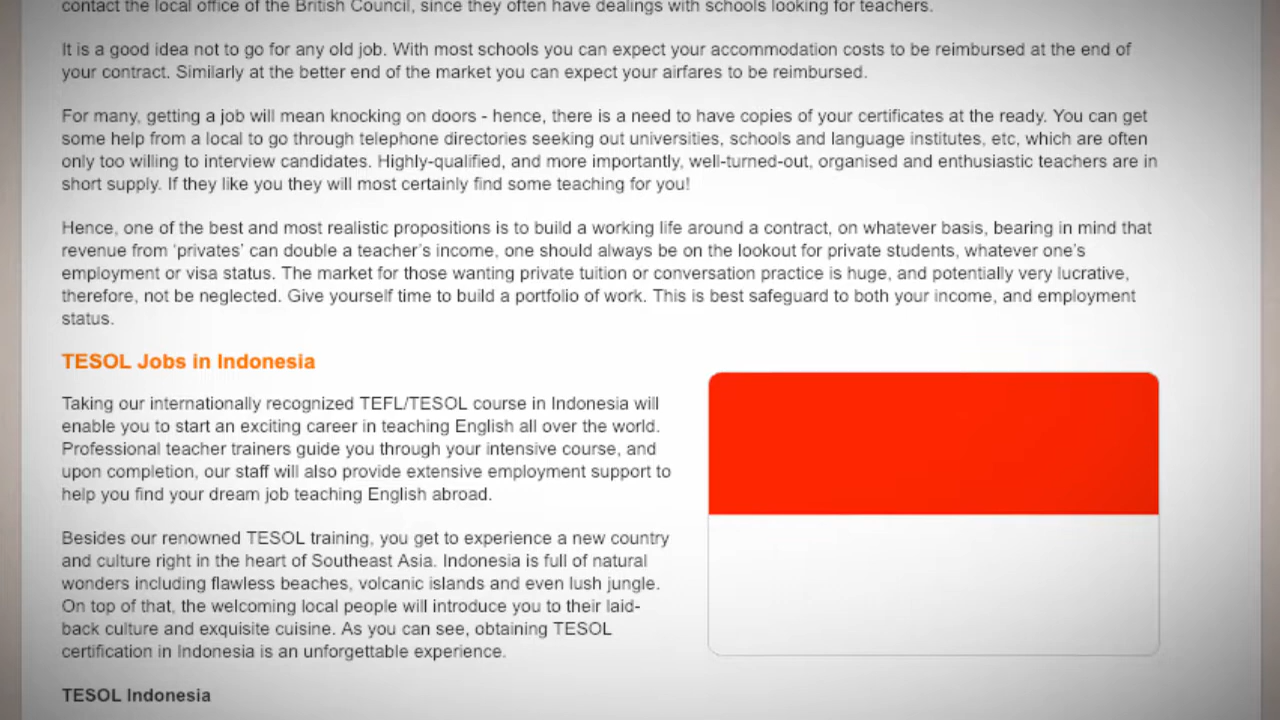 contact the local office of the British Council, since they often have dealings with schools looking for teachers.
It is a good idea not to go for any old job. With most schools you can expect your accommodation costs to be reimbursed at the end of
your contract. Similarly at the better end of the market you can expect your airfares to be reimbursed.
For many, getting a job will mean knocking on doors - hence, there is a need to have copies of your certificates at the ready. You can get
some help from a local to go through telephone directories seeking out universities, schools and language institutes, etc, which are often
only too willing to interview candidates. Highly-qualified, and more importantly, well-turned-out, organised and enthusiastic teachers are in
short supply. If they like you they will most certainly find some teaching for you!
Hence, one of the best and most realistic propositions is to build a working life around a contract, on whatever basis, bearing in mind that
revenue from ‘privates’ can double a teacher’s income, one should always be on the lookout for private students, whatever one’s
employment or visa status. The market for those wanting private tuition or conversation practice is huge, and potentially very lucrative,
therefore, not be neglected. Give yourself time to build a portfolio of work. This is best safeguard to both your income, and employment
status.
TESOL Jobs in Indonesia
Taking our internationally recognized TEFL/TESOL course in Indonesia will
enable you to start an exciting career in teaching English all over the world.
Professional teacher trainers guide you through your intensive course, and
upon completion, our staff will also provide extensive employment support to
help you find your dream job teaching English abroad.
Besides our renowned TESOL training, you get to experience a new country
and culture right in the heart of Southeast Asia. Indonesia is full of natural
wonders including flawless beaches, volcanic islands and even lush jungle.
On top of that, the welcoming local people will introduce you to their laid-
back culture and exquisite cuisine. As you can see, obtaining TESOL
certification in Indonesia is an unforgettable experience.
TESOL Indonesia